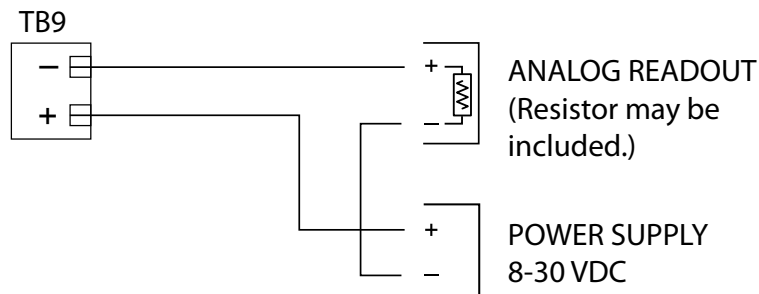 TB9
−
+
+
−
ANALOG READOUT
(Resistor may be
included.)
+
−
POWER SUPPLY
8-30 VDC